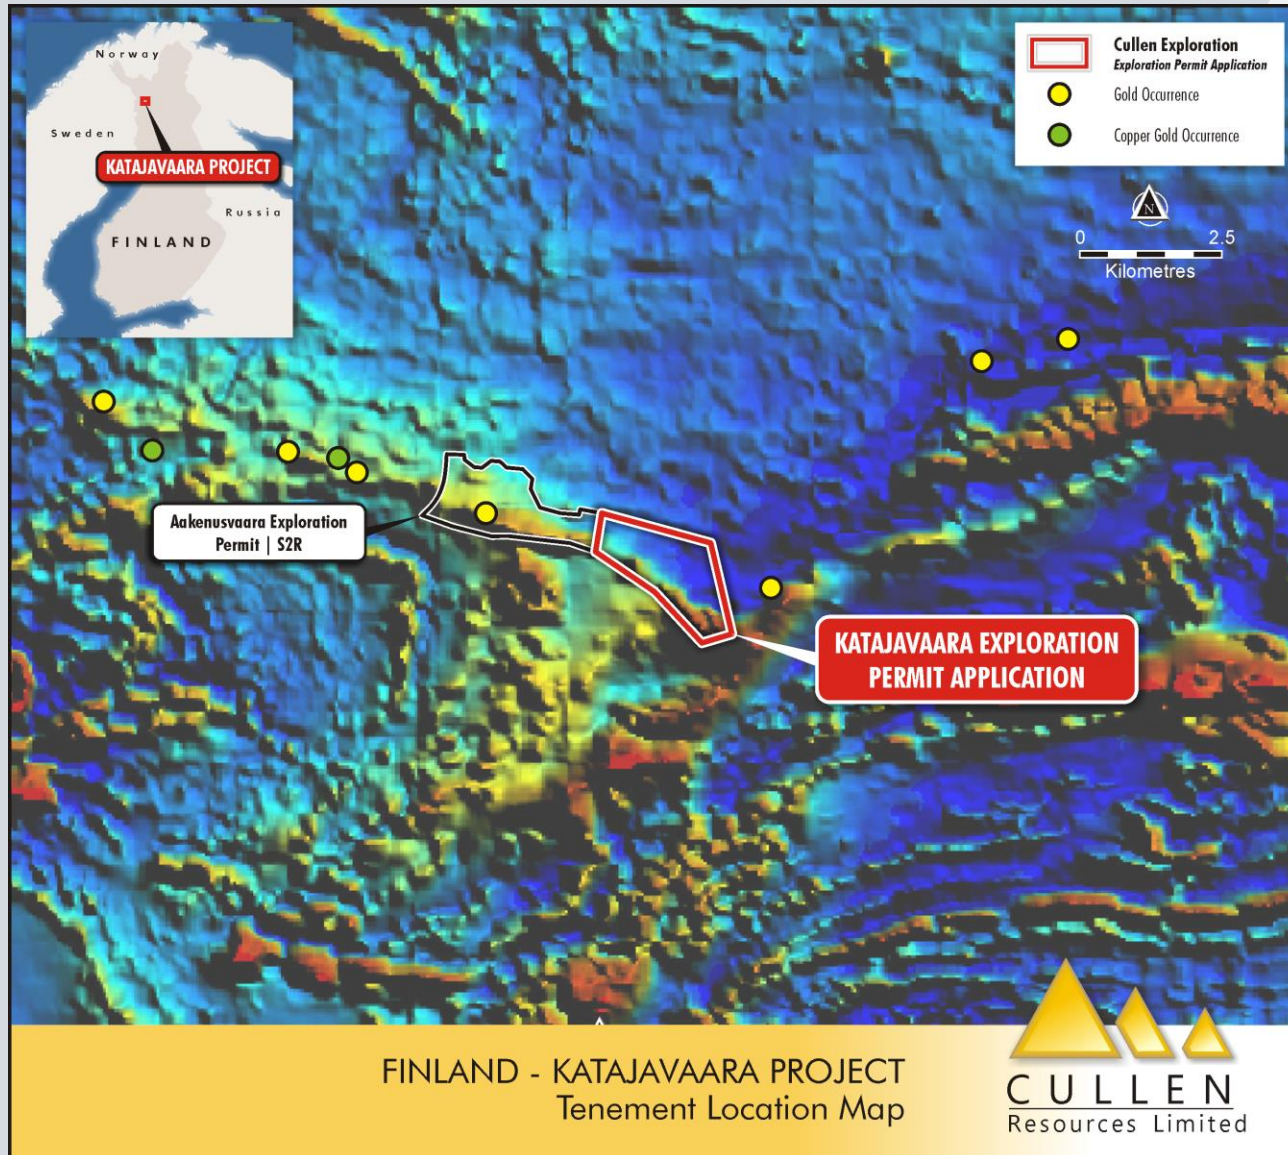 Norway
Sweden
KATAJAVAARA PROJECT
Russia
FINLAND
Cullen Exploration
Exploration Permit Application
Gold Occurrence
Copper Gold Occurrence
N
0 2.5
Kilometres
Aakenusvaara Exploration
Permit | S2R
KATAJAVAARA EXPLORATION
PERMIT APPLICATION
FINLAND - KATAJAVAARA PROJECT
Tenement Location Map
CULLEN
Resources Limited